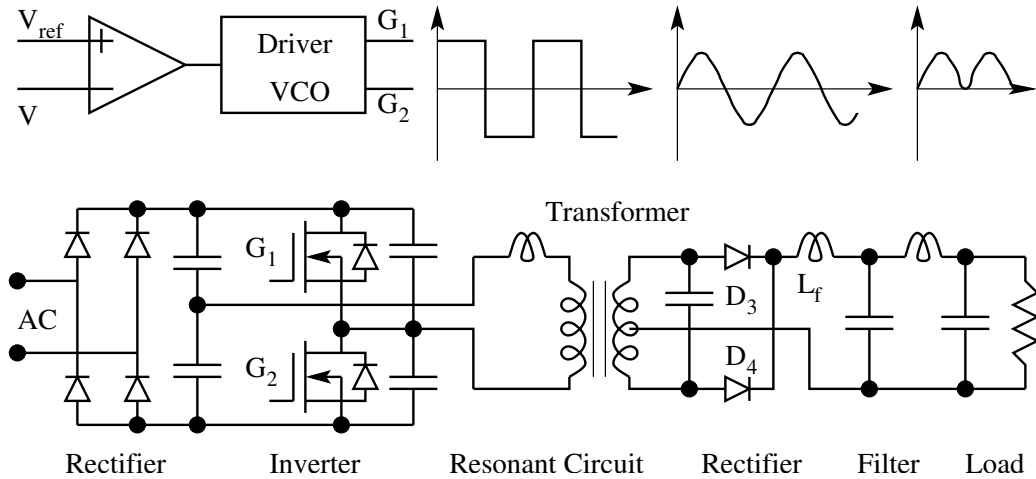 V_ref
V
Driver
VCO
G_1
G_2
Transformer
AC
G_1
G_2
D_3
D_4
L_f
Rectifier Inverter Resonant Circuit Rectifier Filter Load